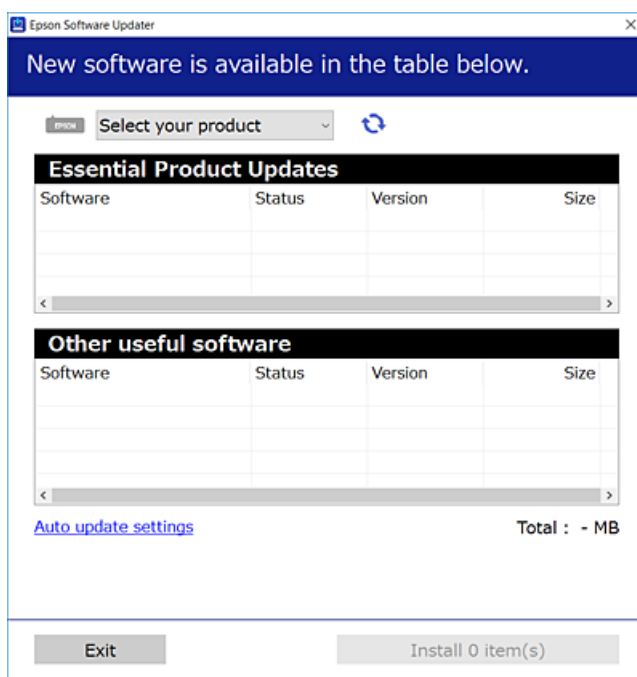 Epson Software Updater
New software is available in the table below.
EPSON Select your product
Essential Product Updates
Software Status Version Size
Other useful software
Software Status Version Size
Auto update settings Total : - MB
Exit Install 0 item(s)